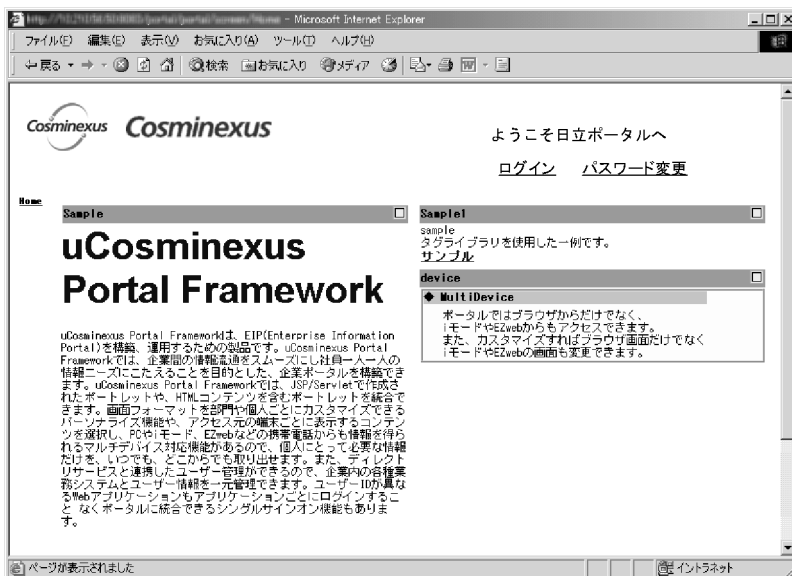 - Microsoft Internet Explorer
ファイル(F) 編集(E) 表示(V) お気に入り(A) ツール(T) ヘルプ(H)
戻る 検索 お気に入り メディア
Cosminexus Cosminexus
ようこそ日立ポータルへ
ログイン パスワード変更
Home
Sample
uCosminexus
Portal Framework
uCosminexus Portal Frameworkは、EIP(Enterprise Information
Portal)を構築、運用するための製品です。uCosminexus Portal
Frameworkでは、企業間の情報流通をスムーズにし社員一人一人の
情報ニーズにこたえることを目的とした、企業ポータルを構築でき
ます。uCosminexus Portal Frameworkでは、JSP/Servletで作成さ
れたポートレットや、HTMLコンテンツを含むポートレットを統合で
きます。画面フォーマットを部門や個人ごとにカスタマイズできる
パーソナライズ機能や、アクセス元の端末ごとに表示するコンテン
ツを選択し、PCやiモード、EZwebなどの携帯電話からも情報を得ら
れるマルチデバイス対応機能があるので、個人にとって必要な情報
だけを、いつでも、どこからでも取り出せます。また、ディレクト
リサービスと連携したユーザー管理ができるので、企業内の各種業
務システムとユーザー情報を一元管理できます。ユーザーIDが異な
るWebアプリケーションもアプリケーションごとにログインするこ
と なくポータルに統合できるシングルサインオン機能もありま
す。
Sample1
sample
タグライブラリを使用した一例です。
サンプル
device
◆ MultiDevice
ポータルではブラウザからだけでなく、
iモードやEZwebからもアクセスできます。
また、カスタマイズすればブラウザ画面だけでなく
iモードやEZwebの画面も変更できます。
ページが表示されました イントラネット